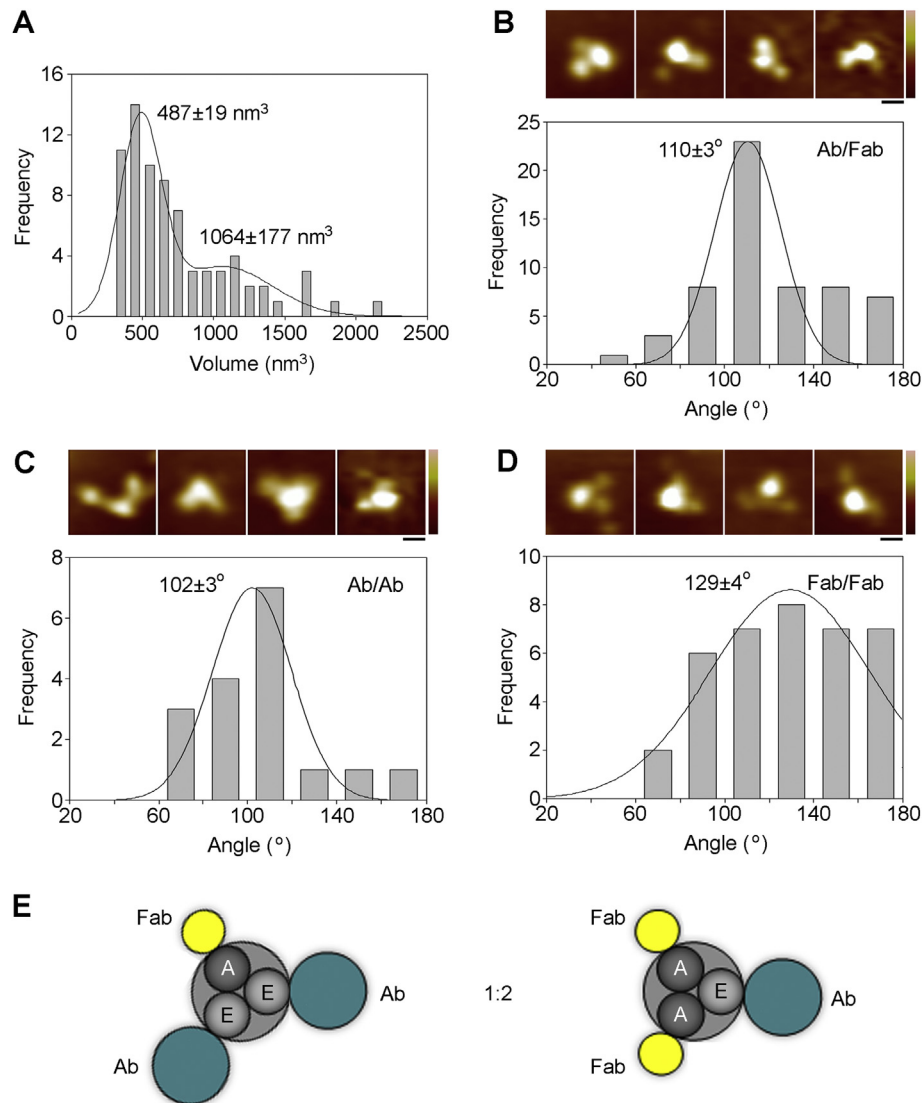 A
16
12
8
4
0
Frequency
487±19 nm³
1064±177 nm³
0 500 1000 1500 2000 2500
Volume (nm³)
B
25
20
15
10
5
0
Frequency
110±3° Ab/Fab
20 60 100 140 180
Angle (°)
C
8
6
4
2
0
Frequency
102±3° Ab/Ab
20 60 100 140 180
Angle (°)
D
10
8
6
4
2
0
Frequency
129±4° Fab/Fab
20 60 100 140 180
Angle (°)
E
Fab
A
E
E
Ab
Ab
1:2
Fab
A
E
A
Ab
Fab